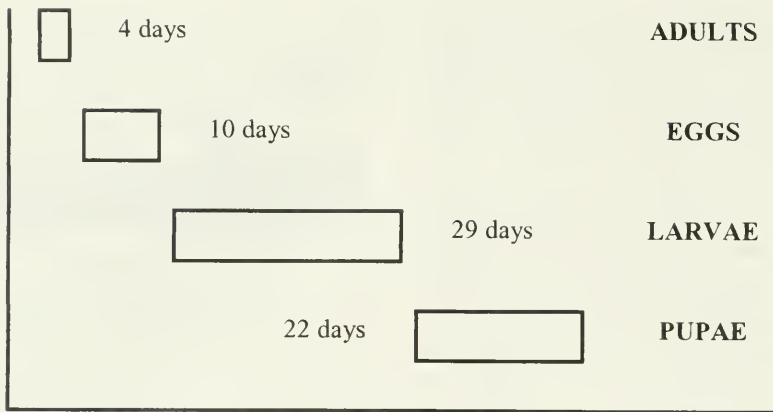 4 days ADULTS
10 days EGGS
29 days LARVAE
22 days PUPAE